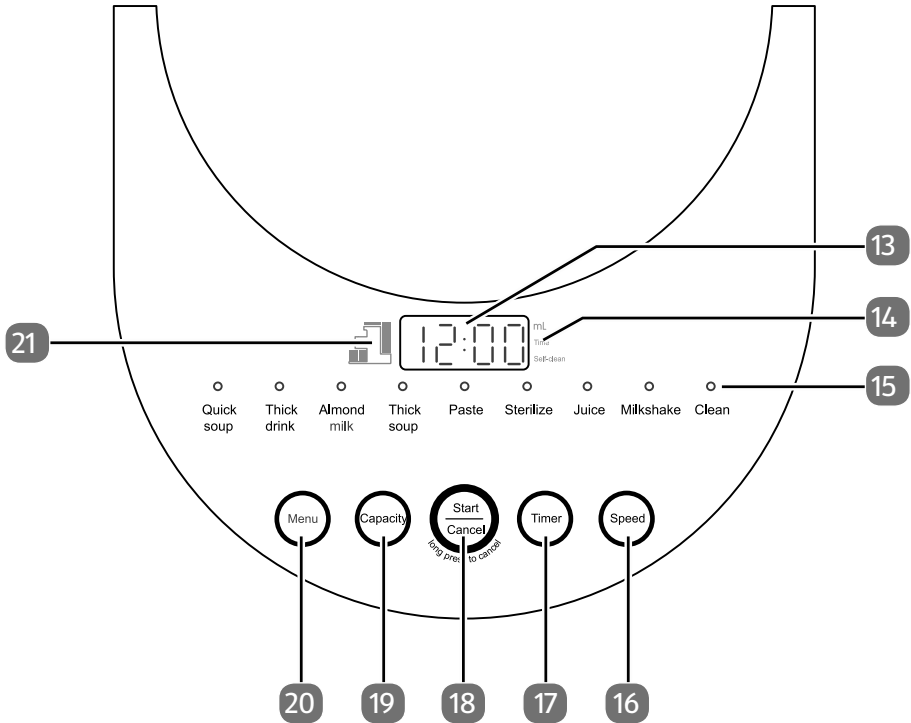 13
14
21
12:00
mL
Time
Self-clean
15
Quick soup
Thick drink
Almond milk
Thick soup
Paste
Sterilize
Juice
Milkshake
Clean
Menu
Capacity
Start
Cancel
long press to cancel
Timer
Speed
20
19
18
17
16